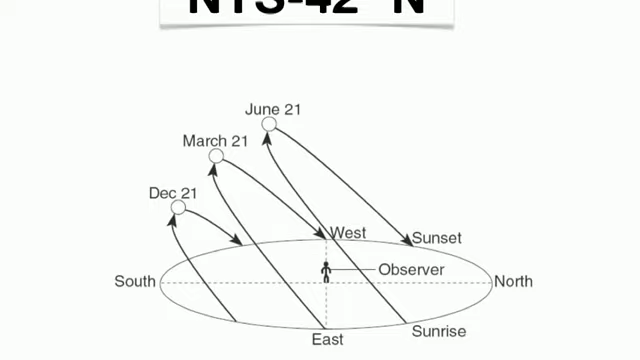 NYS-42° N
June 21
March 21
Dec 21
West
Sunset
Observer
South
North
East
Sunrise